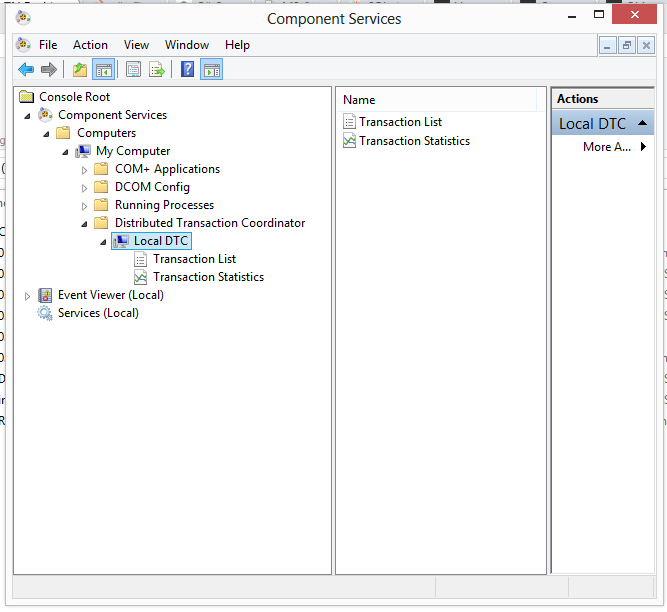 Component Services
File Action View Window Help
Console Root
Component Services
Computers
My Computer
COM+ Applications
DCOM Config
Running Processes
Distributed Transaction Coordinator
Local DTC
Transaction List
Transaction Statistics
Event Viewer (Local)
Services (Local)
Name
Transaction List
Transaction Statistics
Actions
Local DTC
More A...